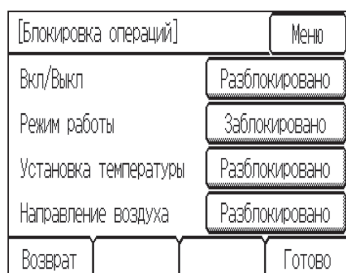 [Блокировка операций] Меню
Вкл/Выкл Разблокировано
Режим работы Заблокировано
Установка температуры Разблокировано
Направление воздуха Разблокировано
Возврат Готово